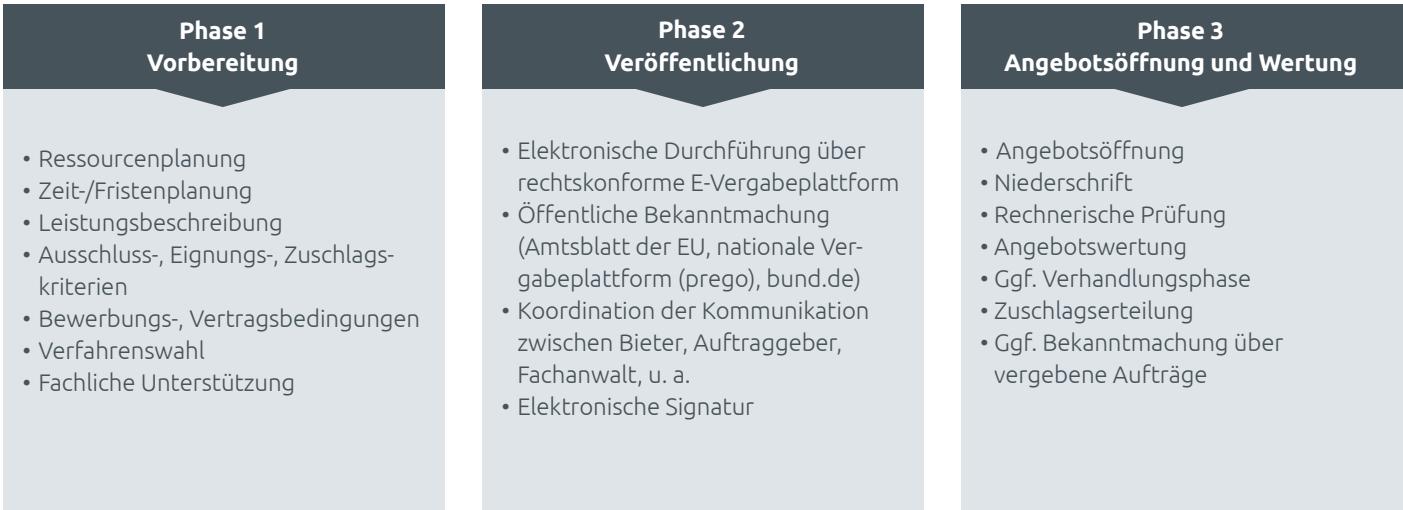 Phase 1
Vorbereitung
• Ressourcenplanung
• Zeit-/Fristenplanung
• Leistungsbeschreibung
• Ausschluss-, Eignungs-, Zuschlags-
kriterien
• Bewerbungs-, Vertragsbedingungen
• Verfahrenswahl
• Fachliche Unterstützung
Phase 2
Veröffentlichung
• Elektronische Durchführung über
rechtskonforme E-Vergabeplattform
• Öffentliche Bekanntmachung
(Amtsblatt der EU, nationale Ver-
gabeplattform (prego), bund.de)
• Koordination der Kommunikation
zwischen Bieter, Auftraggeber,
Fachanwalt, u. a.
• Elektronische Signatur
Phase 3
Angebotsöffnung und Wertung
• Angebotsöffnung
• Niederschrift
• Rechnerische Prüfung
• Angebotswertung
• Ggf. Verhandlungsphase
• Zuschlagserteilung
• Ggf. Bekanntmachung über
vergebene Aufträge